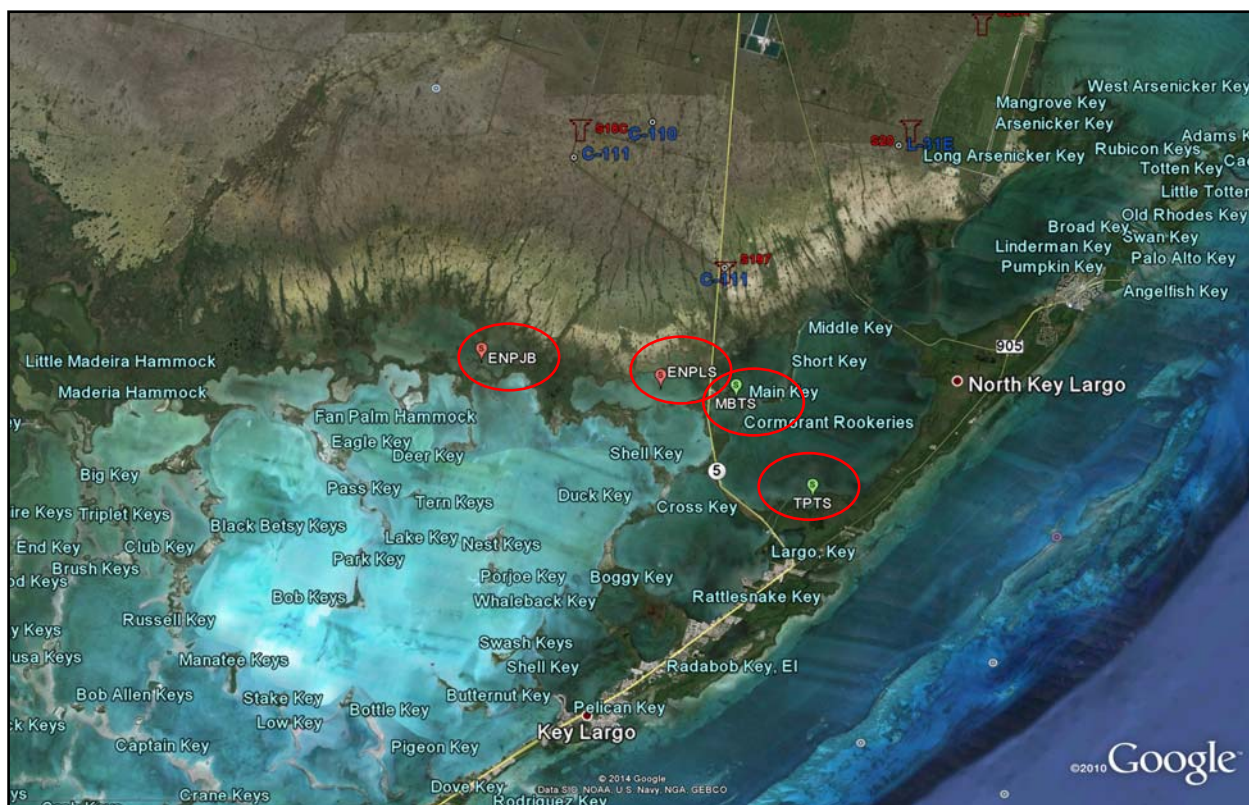 West Arsenicker Key
Mangrove Key
Arsenicker Key
Adams K
S18C
C-110
C-111
S20
L-31E
Rubicon Keys
Long Arsenicker Key
Totten Key
Little Totten
Old Rhodes Key
Broad Key
Swan Key
Linderman Key
Palo Alto Key
S197
C-111
Pumpkin Key
Angelfish Key
Middle Key
905
Little Madeira Hammock
ENPJB
ENPLS
Short Key
North Key Largo
Maderia Hammock
MBTS
Main Key
Fan Palm Hammock
Cormorant Rookeries
Eagle Key
Deer Key
Shell Key
Big Key
5
Pass Key
Tern Keys
Duck Key
Cross Key
TPTS
ire Keys
Triplet Keys
Black Betsy Keys
Lake Key
Nest Keys
End Key
Club Key
Park Key
Largo, Key
Brush Keys
Porjoe Key
Boggy Key
Bob Keys
Whaleback Key
Rattlesnake Key
Russell Key
y Keys
Swash Keys
usa Keys
Manatee Keys
Shell Key
Radabob Key, El
Bob Allen Keys
Stake Key
Butternut Key
Pelican Key
ck Keys
Low Key
Bottle Key
Key Largo
Captain Key
Pigeon Key
©2010 Google
© 2014 Google
Data SIO, NOAA, U.S. Navy, NGA, GEBCO
Dove Key
Crane Keys
Rodriguez Key